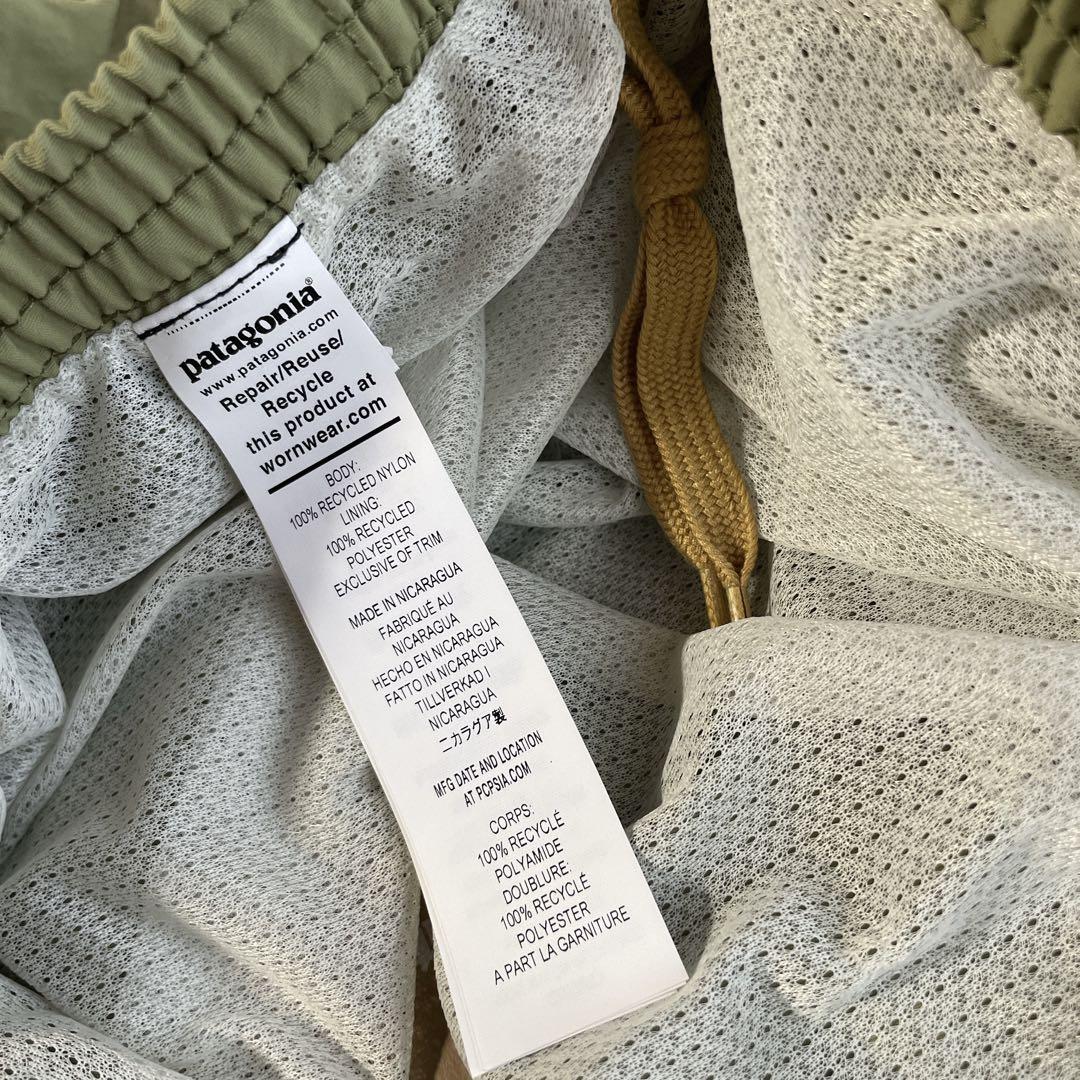 patagonia®
www.patagonia.com
Repair/Reuse/
Recycle
this product at
wornwear.com
BODY:
100% RECYCLED NYLON
LINING:
100% RECYCLED
POLYESTER
EXCLUSIVE OF TRIM
MADE IN NICARAGUA
FABRIQUÉ AU
NICARAGUA
HECHO EN NICARAGUA
FATTO IN NICARAGUA
TILLVERKAD I
NICARAGUA
ニカラグア製
MFG DATE AND LOCATION
AT PCPSIA.COM
CORPS:
100% RECYCLÉ
POLYAMIDE
DOUBLURE:
100% RECYCLÉ
POLYESTER
A PART LA GARNITURE